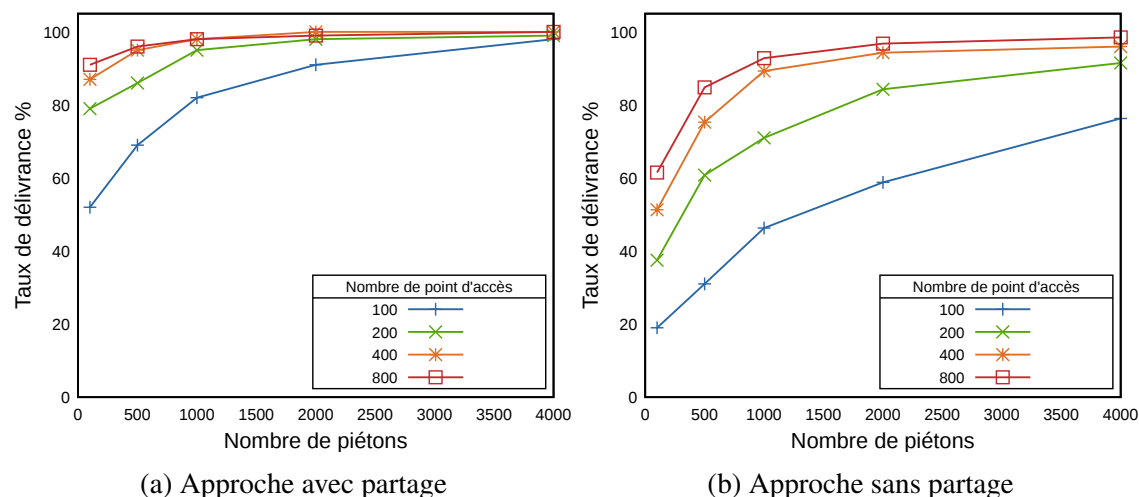 100
80
60
40
20
0
Taux de délivrance %
Nombre de point d'accès
100
200
400
800
0 500 1000 1500 2000 2500 3000 3500 4000
Nombre de piétons
(a) Approche avec partage
100
80
60
40
20
0
Taux de délivrance %
Nombre de point d'accès
100
200
400
800
0 500 1000 1500 2000 2500 3000 3500 4000
Nombre de piétons
(b) Approche sans partage